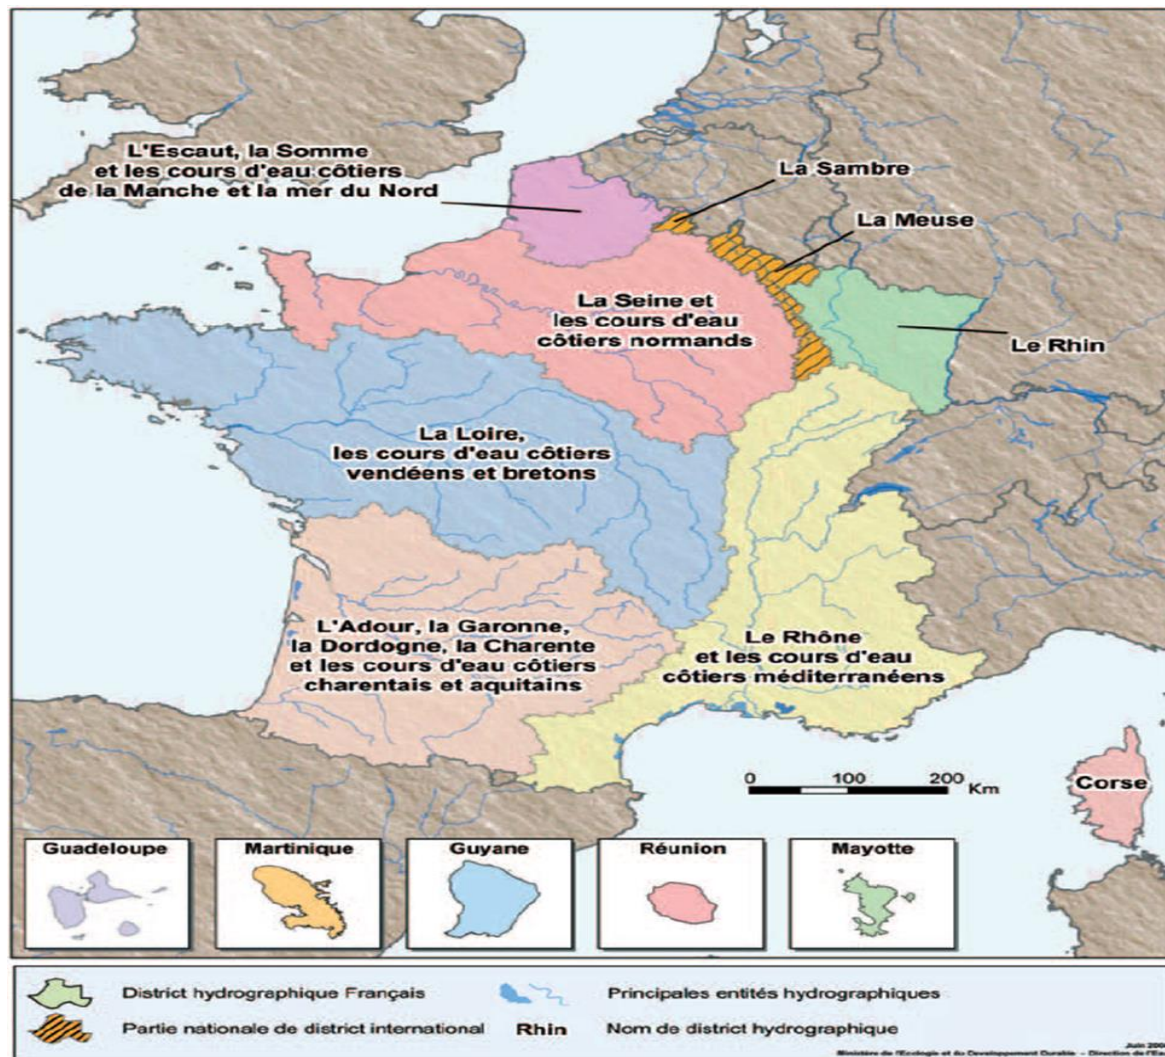 L'Escaut, la Somme
et les cours d'eau côtiers
de la Manche et la mer du Nord
La Sambre
La Meuse
La Seine et
les cours d'eau
côtiers normands
Le Rhin
La Loire,
les cours d'eau côtiers
vendéens et bretons
L'Adour, la Garonne,
la Dordogne, la Charente
et les cours d'eau côtiers
charentais et aquitains
Le Rhône
et les cours d'eau
côtiers méditerranéens
0 100 200
Km
Corse
Guadeloupe
Martinique
Guyane
Réunion
Mayotte
District hydrographique Français
Principales entités hydrographiques
Partie nationale de district international
Rhin
Nom de district hydrographique
Juin
Ministère de l'Ecologie et du Developpement Durable - Direction de